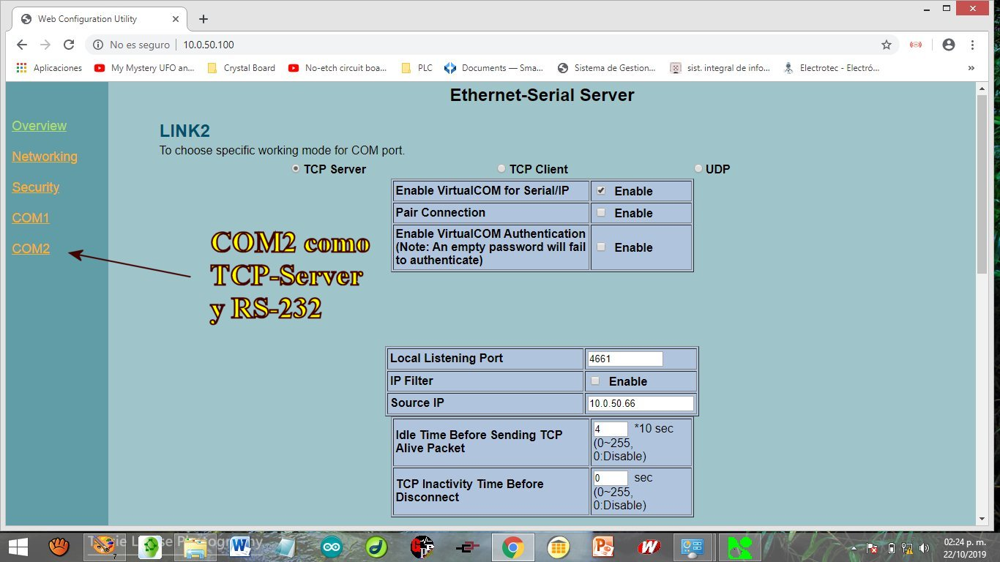 Web Configuration Utility
No es seguro
10.0.50.100
Aplicaciones
My Mystery UFO an...
Crystal Board
No-etch circuit boa...
PLC
Documents — Sma...
Sistema de Gestion...
sist. integral de info...
Electrotec - Electró...
»
Ethernet-Serial Server
Overview
Networking
Security
COM1
COM2
LINK2
To choose specific working mode for COM port.
TCP Server
TCP Client
UDP
Enable VirtualCOM for Serial/IP
Enable
Pair Connection
Enable
Enable VirtualCOM Authentication
(Note: An empty password will fail
to authenticate)
Enable
COM2 como
TCP-Server
y RS-232
Local Listening Port
4661
IP Filter
Enable
Source IP
10.0.50.66
Idle Time Before Sending TCP
Alive Packet
4 *10 sec
(0~255,
0:Disable)
TCP Inactivity Time Before
Disconnect
0 sec
(0~255,
0:Disable)
Photography
7
02:24 p. m.
22/10/2019